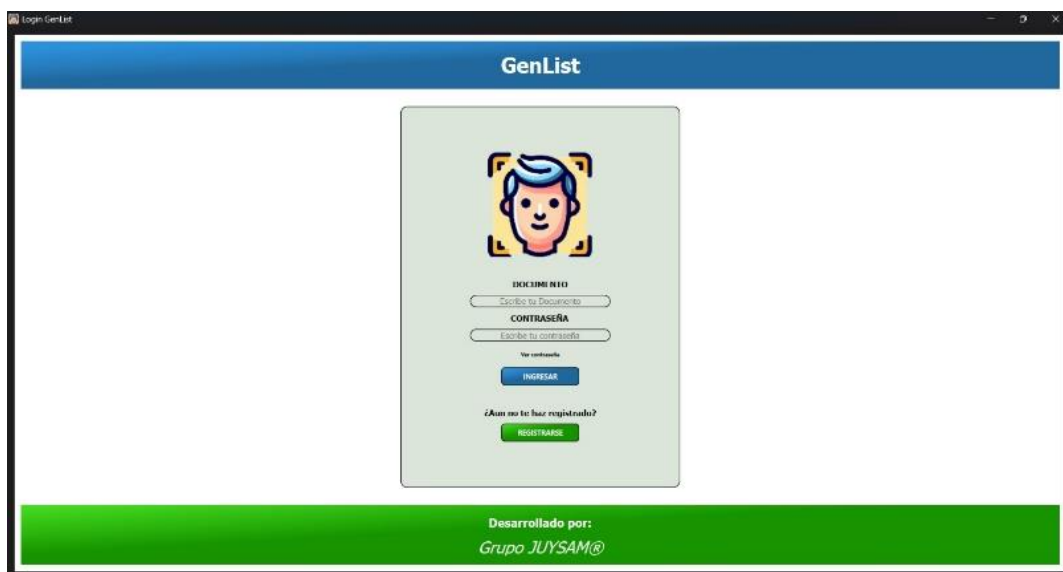 Login GenList
GenList
DOCUMENTO
Escribe tu Documento
CONTRASEÑA
Escribe tu contraseña
Ver contraseña
INGRESAR
¿Aun no te haz registrado?
REGISTRARSE
Desarrollado por:
Grupo JUYSAM®